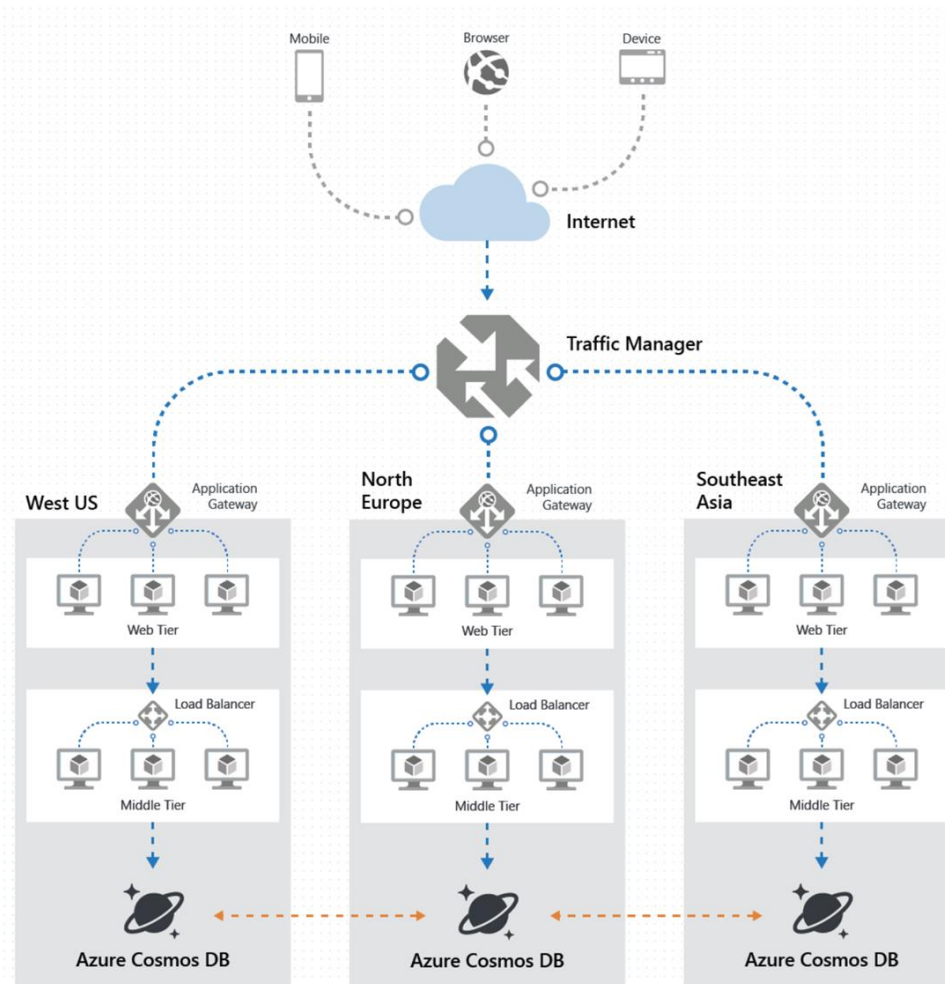 Mobile
Browser
Device
Internet
Traffic Manager
West US
Application
Gateway
North
Europe
Application
Gateway
Southeast
Asia
Application
Gateway
Web Tier
Web Tier
Web Tier
Load Balancer
Load Balancer
Load Balancer
Middle Tier
Middle Tier
Middle Tier
Azure Cosmos DB
Azure Cosmos DB
Azure Cosmos DB